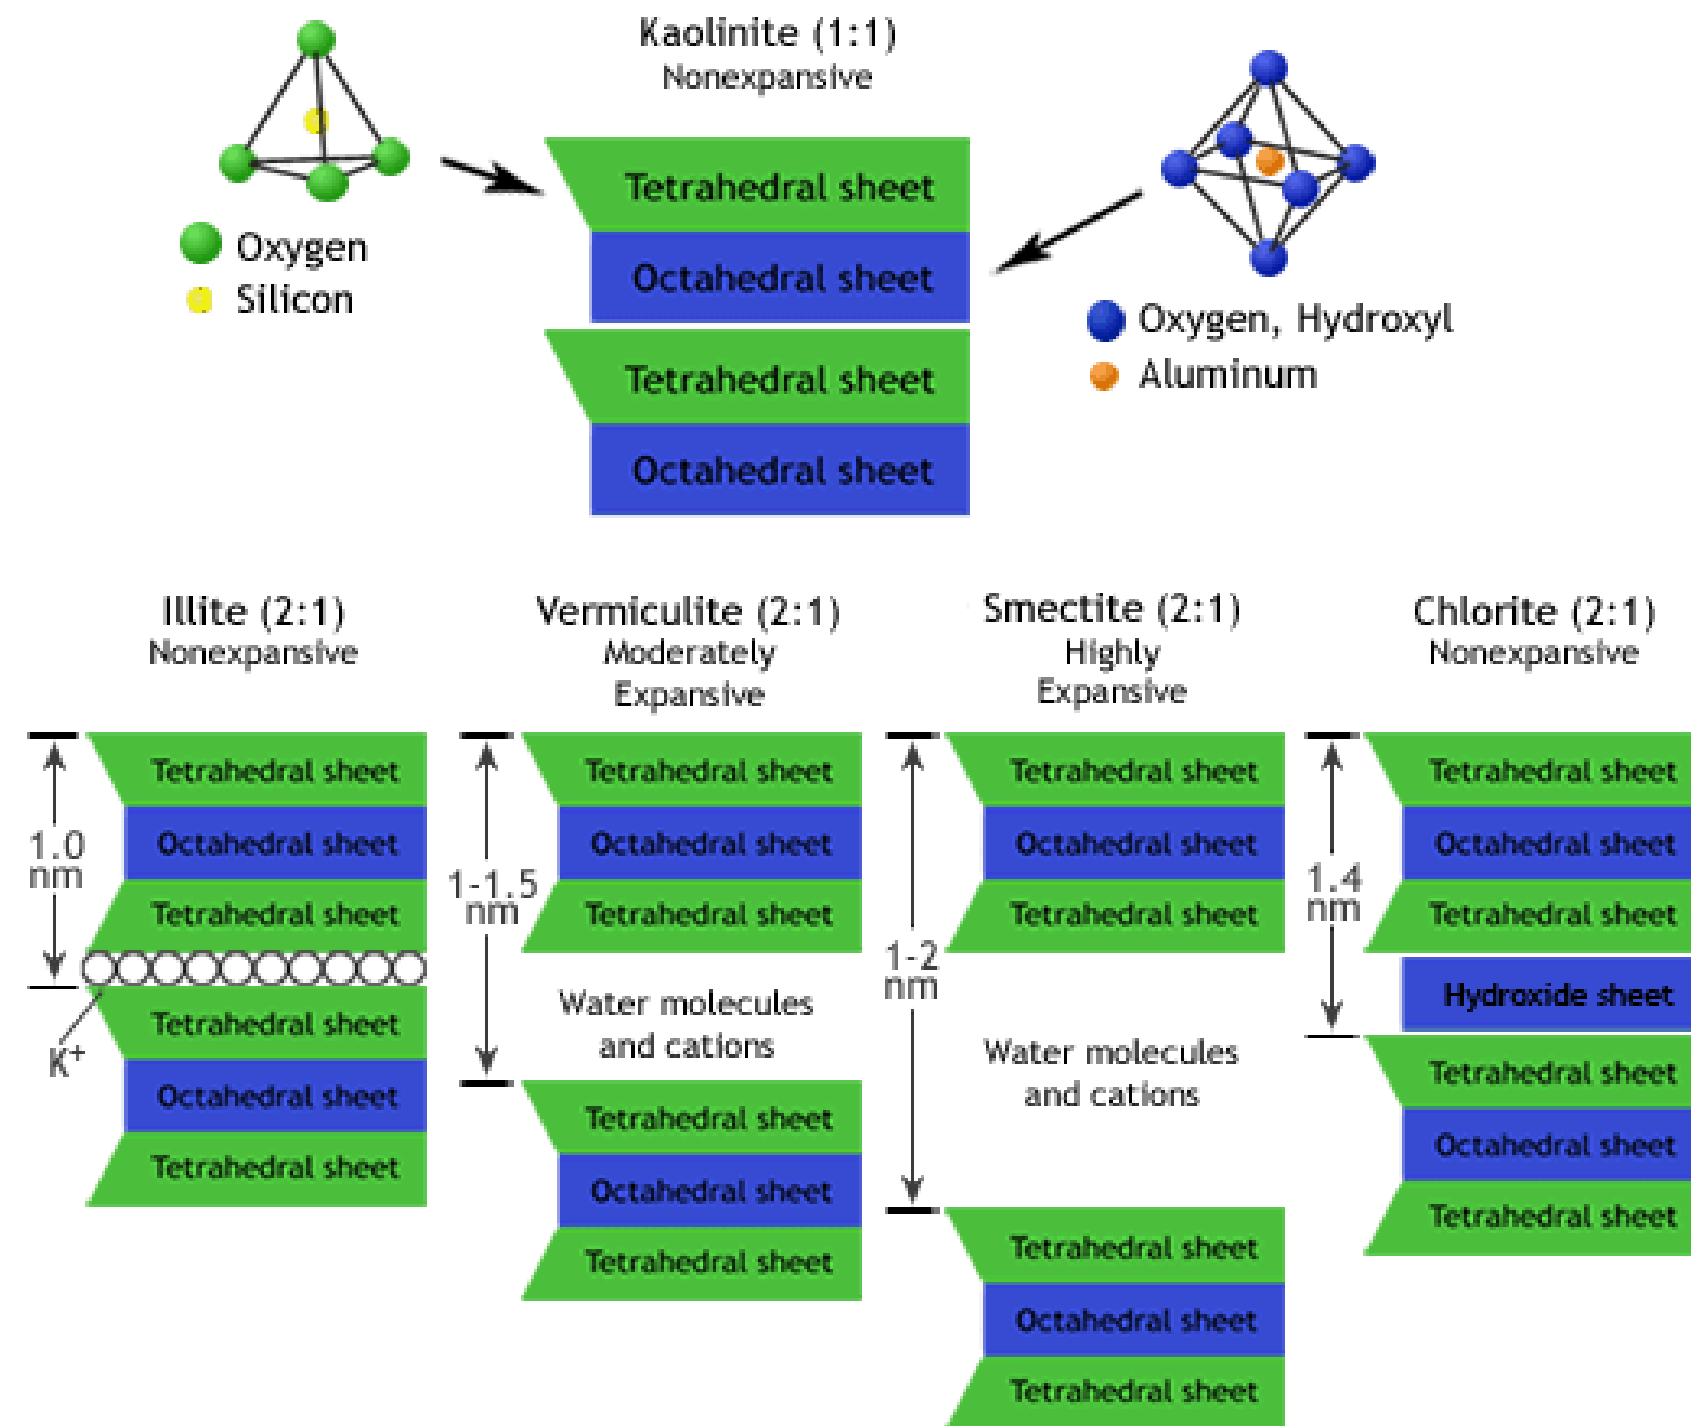 Kaolinite (1:1)
Nonexpansive
Tetrahedral sheet
Octahedral sheet
Tetrahedral sheet
Octahedral sheet
Oxygen
Silicon
Oxygen, Hydroxyl
Aluminum
Illite (2:1)
Nonexpansive
1.0
nm
Tetrahedral sheet
Octahedral sheet
Tetrahedral sheet
K+
Tetrahedral sheet
Octahedral sheet
Tetrahedral sheet
Vermiculite (2:1)
Moderately
Expansive
1-1.5
nm
Tetrahedral sheet
Octahedral sheet
Tetrahedral sheet
Water molecules
and cations
Tetrahedral sheet
Octahedral sheet
Tetrahedral sheet
Smectite (2:1)
Highly
Expansive
1-2
nm
Tetrahedral sheet
Octahedral sheet
Tetrahedral sheet
Water molecules
and cations
Tetrahedral sheet
Octahedral sheet
Tetrahedral sheet
Chlorite (2:1)
Nonexpansive
1.4
nm
Tetrahedral sheet
Octahedral sheet
Tetrahedral sheet
Hydroxide sheet
Tetrahedral sheet
Octahedral sheet
Tetrahedral sheet